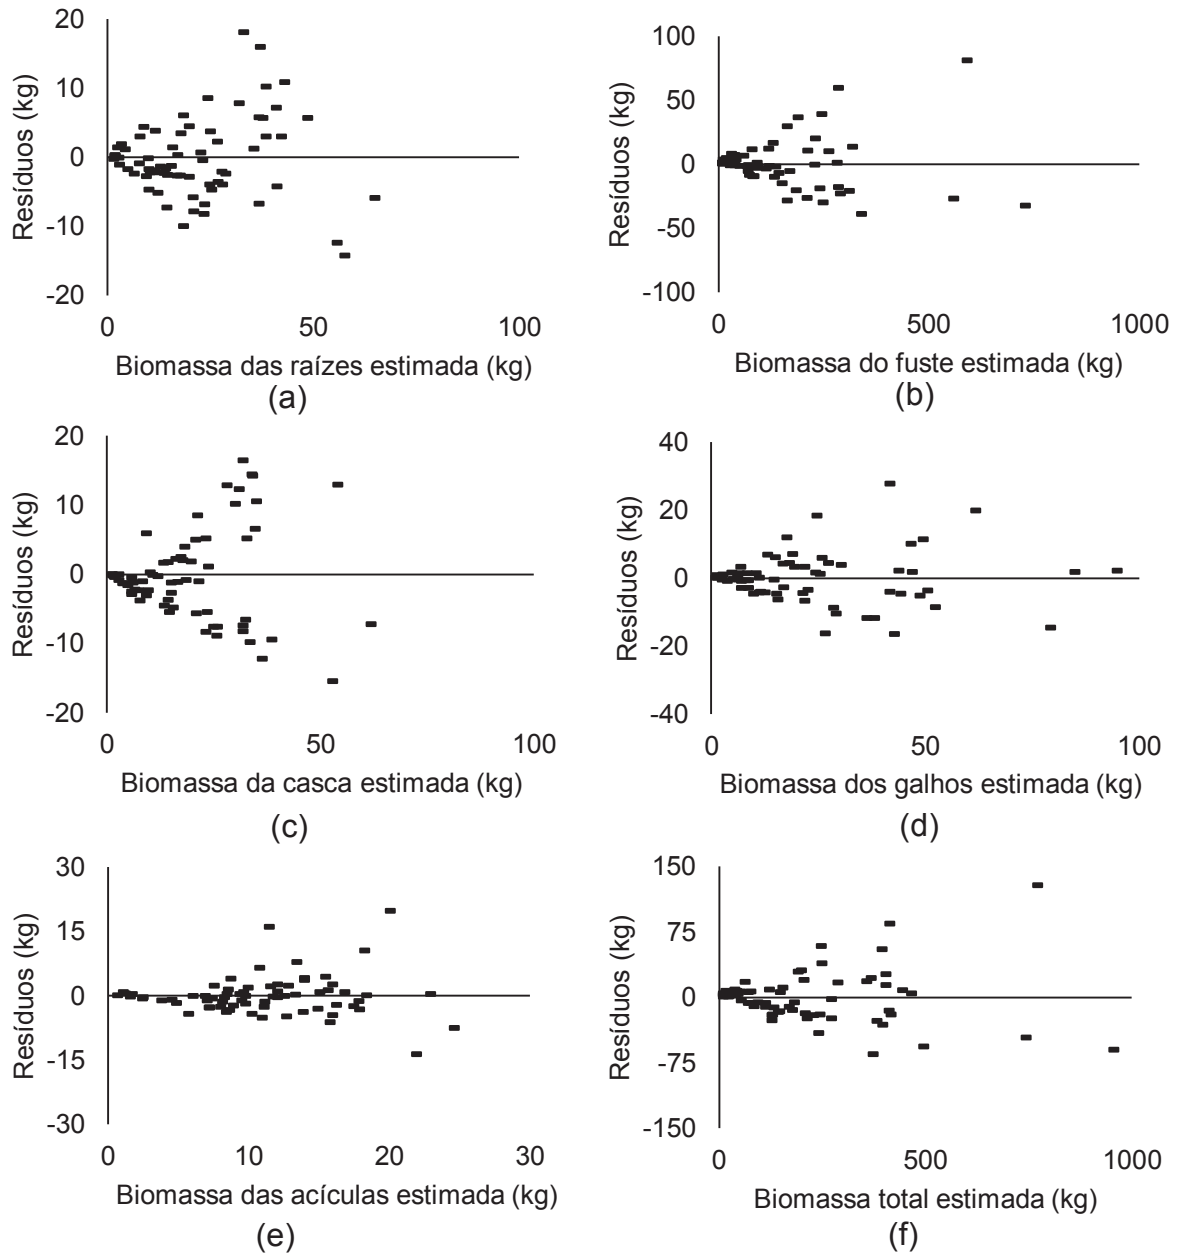 20
10
0
-10
-20
Resíduos (kg)
0 50 100
Biomassa das raízes estimada (kg)
(a)
100
50
0
-50
-100
Resíduos (kg)
0 500 1000
Biomassa do fuste estimada (kg)
(b)
20
10
0
-10
-20
Resíduos (kg)
0 50 100
Biomassa da casca estimada (kg)
(c)
40
20
0
-20
-40
Resíduos (kg)
0 50 100
Biomassa dos galhos estimada (kg)
(d)
30
15
0
-15
-30
Resíduos (kg)
0 10 20 30
Biomassa das acículas estimada (kg)
(e)
150
75
0
-75
-150
Resíduos (kg)
0 500 1000
Biomassa total estimada (kg)
(f)